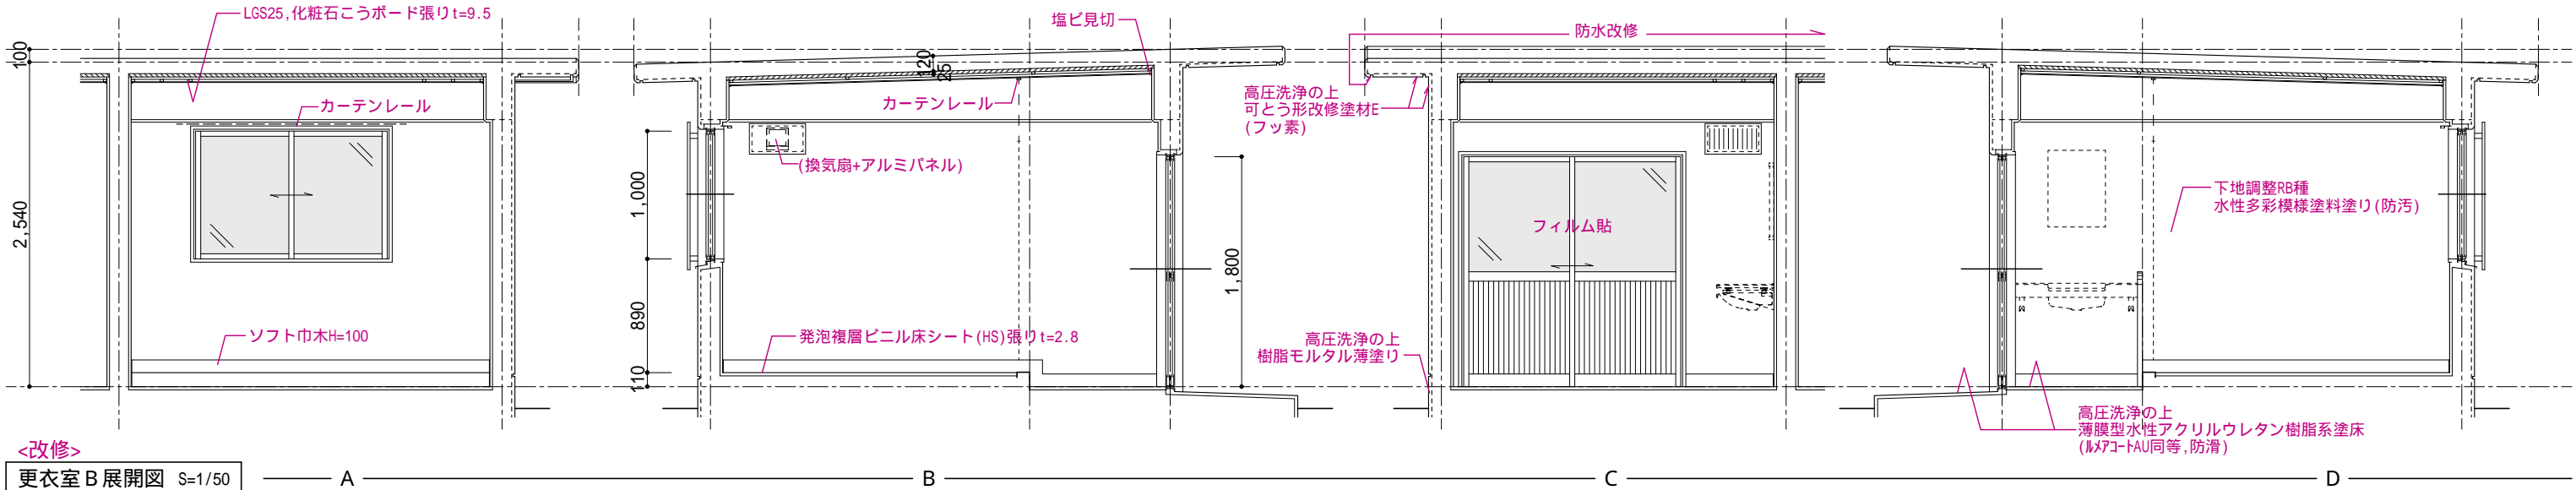 LGS25,化粧石こうボード張りt=9.5
カーテンレール
100
2,540
ソフト巾木H=100
塩ビ見切
120
25
カーテンレール
(換気扇+アルミパネル)
1,000
890
110
発泡複層ビニル床シート(HS)張りt=2.8
1,800
防水改修
高圧洗浄の上
可とう形改修塗材E
(フッ素)
フィルム貼
高圧洗浄の上
樹脂モルタル薄塗り
下地調整RB種
水性多彩模様塗料塗り(防汚)
高圧洗浄の上
薄膜型水性アクリルウレタン樹脂系塗床
(ルメアコートAU同等,防滑)
<改修>
更衣室B展開図 S=1/50
A
B
C
D